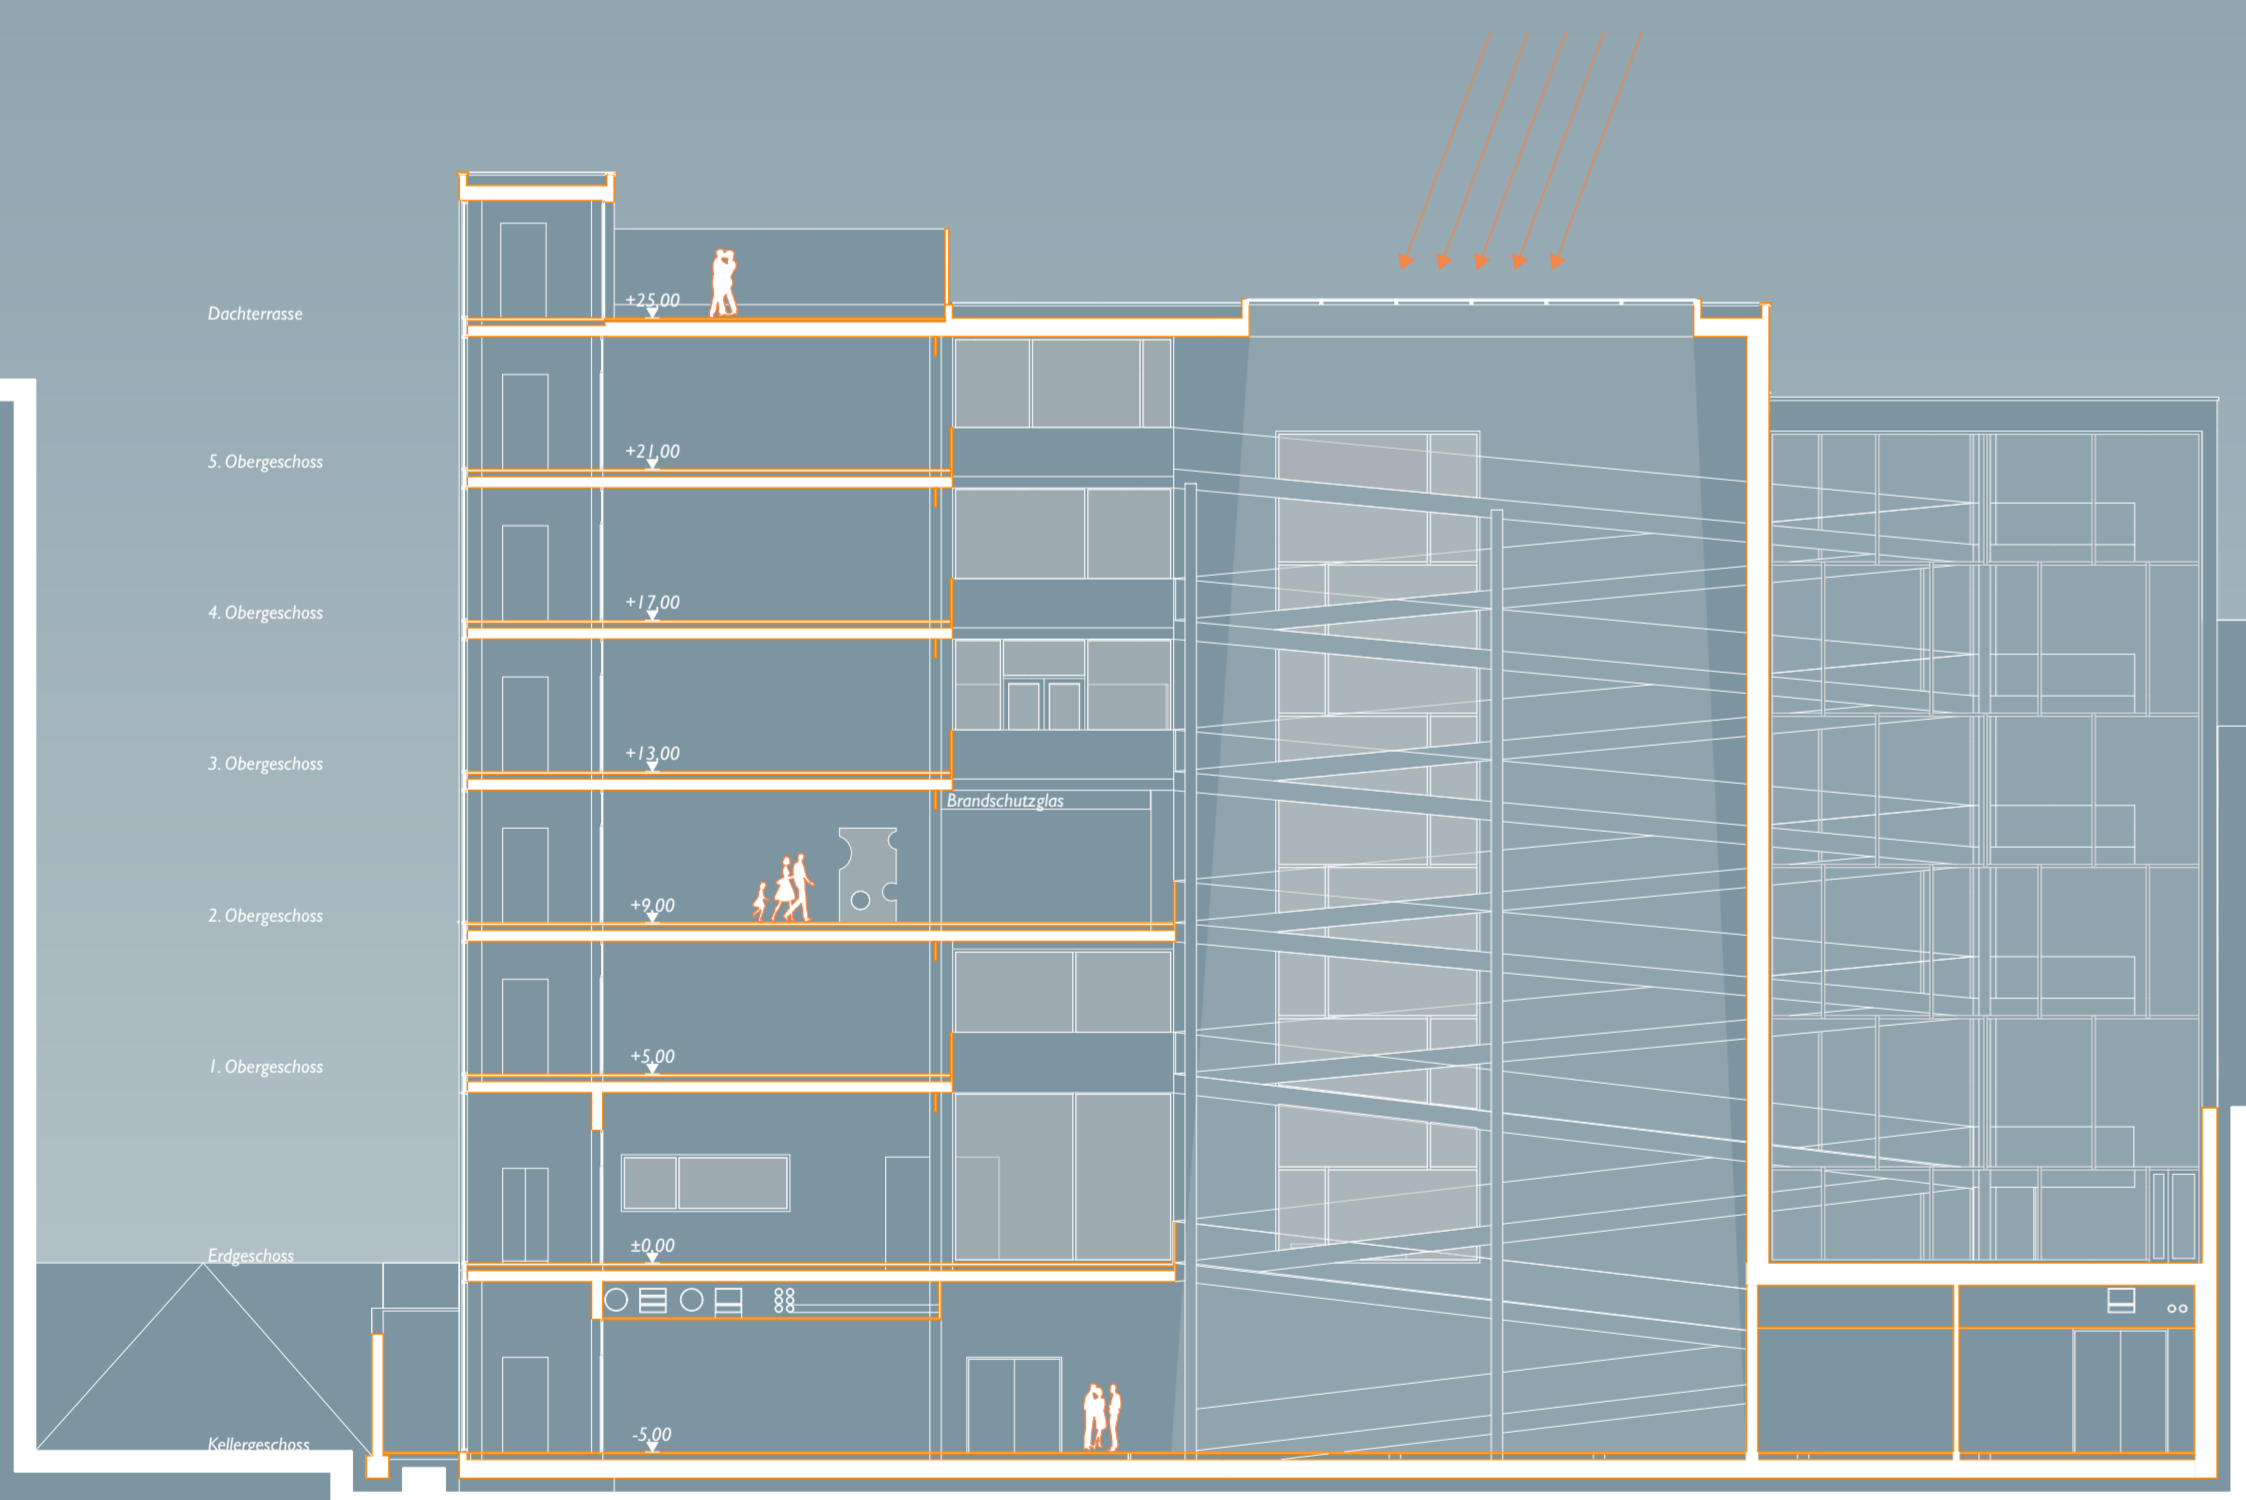 Dachterrasse +25,00
5. Obergeschoss +21,00
4. Obergeschoss +17,00
3. Obergeschoss +13,00
Brandschutzglas
2. Obergeschoss +9,00
1. Obergeschoss +5,00
Erdgeschoss ±0,00
Kellergeschoss -5,00